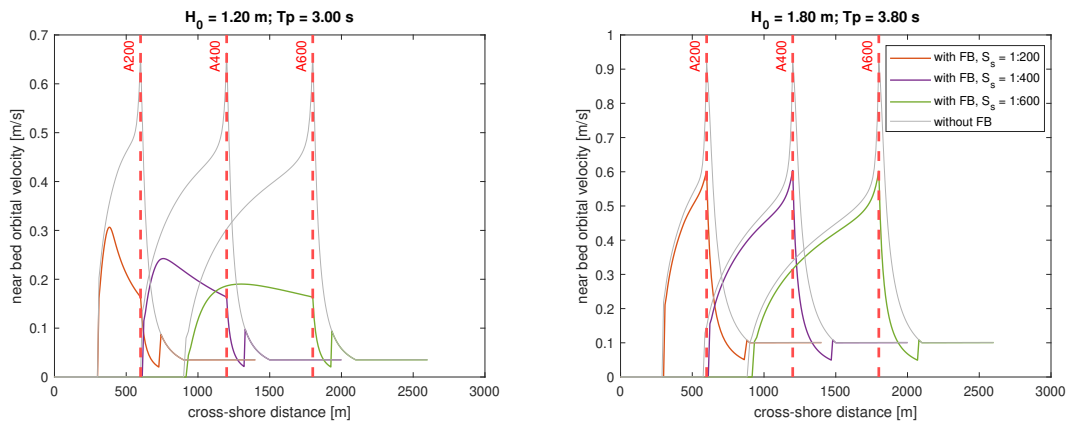 H0 = 1.20 m; Tp = 3.00 s
0.7
0.6
0.5
0.4
0.3
0.2
0.1
0
near bed orbital velocity [m/s]
A200
A400
A600
0 500 1000 1500 2000 2500 3000
cross-shore distance [m]
H0 = 1.80 m; Tp = 3.80 s
1
0.9
0.8
0.7
0.6
0.5
0.4
0.3
0.2
0.1
0
near bed orbital velocity [m/s]
A200
A400
A600
with FB, Ss = 1:200
with FB, Ss = 1:400
with FB, Ss = 1:600
without FB
0 500 1000 1500 2000 2500 3000
cross-shore distance [m]